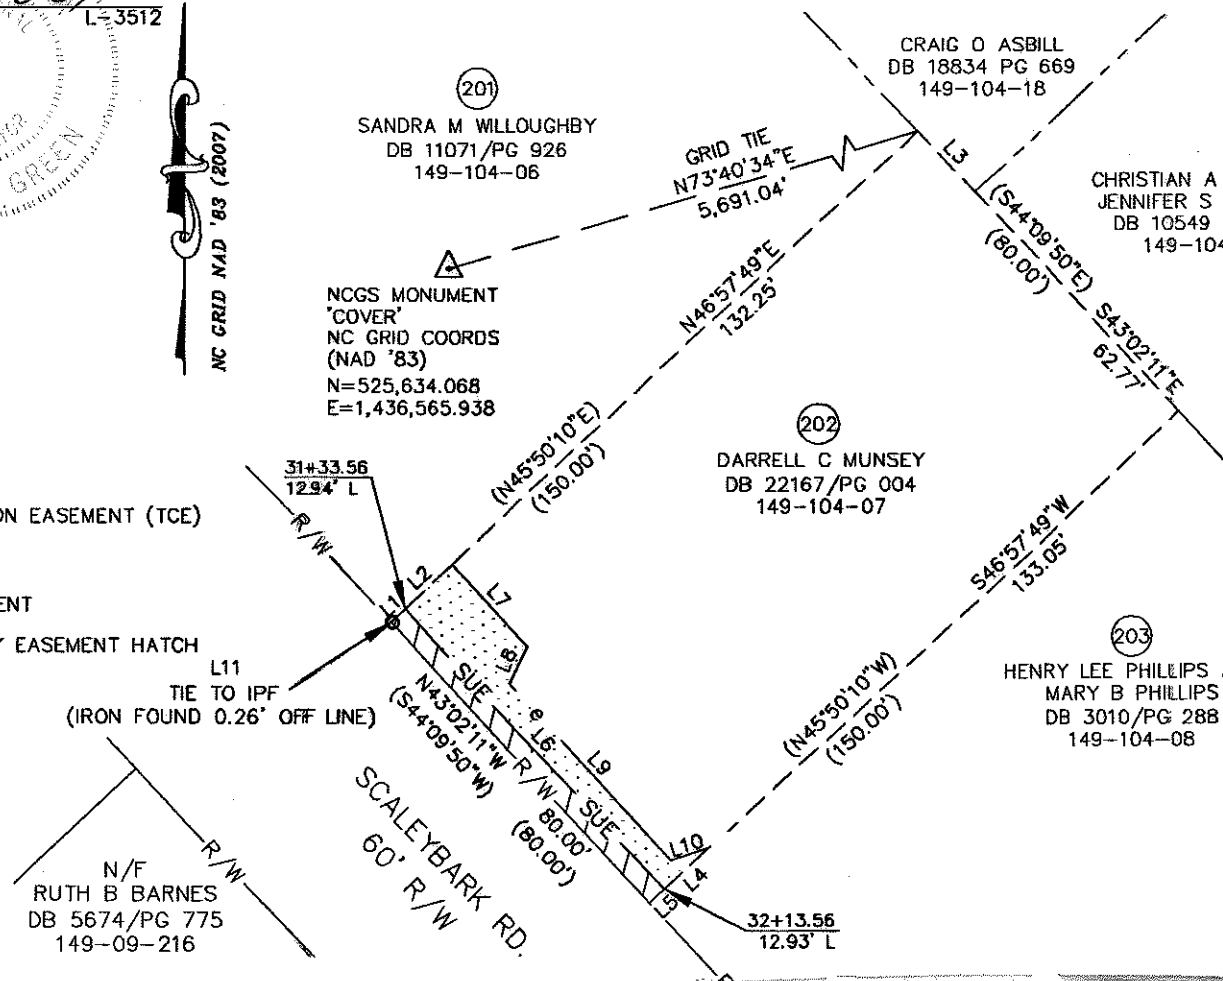 L-3512
GREEN
NC GRID NAD '83 (2007)
201
SANDRA M WILLOUGHBY
DB 11071/PG 926
149-104-06
CRAIG O ASBILL
DB 18834 PG 669
149-104-18
GRID TIE
N73°40'34"E
5,691.04'
L3
CHRISTIAN A
JENNIFER S
DB 10549
149-104
(S44°09'50"E)
(80.00')
S43°02'11"E
62.77'
NCGS MONUMENT
'COVER'
NC GRID COORDS
(NAD '83)
N=525,634.068
E=1,436,565.938
N46°57'49"E
132.25'
(N45°50'10"E)
(150.00')
202
DARRELL C MUNSEY
DB 22167/PG 004
149-104-07
31+33.56
12.94' L
R/W
ON EASEMENT (TCE)
ENT
EASEMENT HATCH
L1
L2
L7
L8
S46°57'49"W
133.05'
(N45°50'10"W)
(150.00')
203
HENRY LEE PHILLIPS
MARY B PHILLIPS
DB 3010/PG 288
149-104-08
L11
TIE TO IPF
(IRON FOUND 0.26' OFF LINE)
SUE
N43°02'11"W
(S44°09'50"W)
e
L6
L9
R/W
80.00'
(80.00')
SUE
L10
L4
L5
SCALEYBARK RD.
60' R/W
R/W
N/F
RUTH B BARNES
DB 5674/PG 775
149-09-216
32+13.56
12.93' L